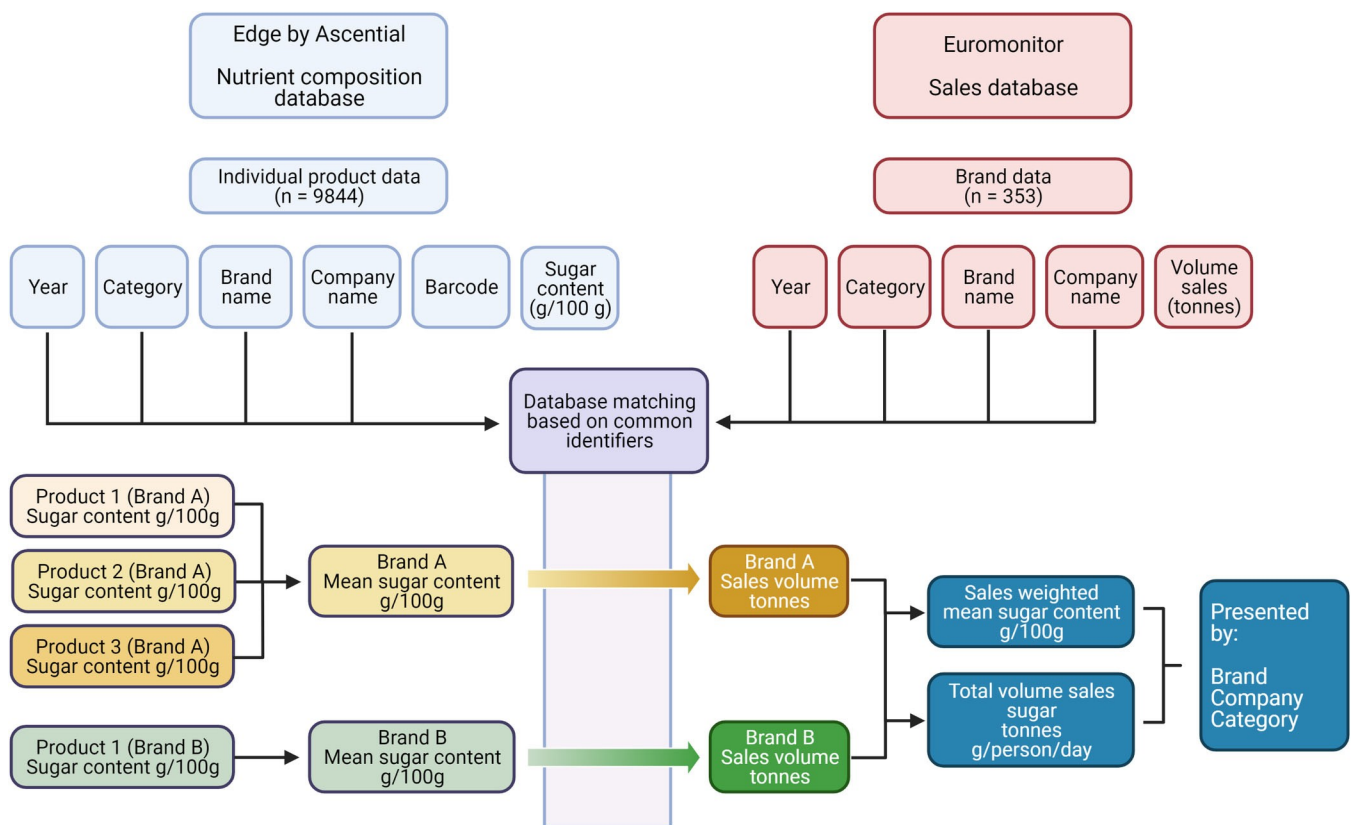 Edge by Ascential
Nutrient composition
database
Euromonitor
Sales database
Individual product data
(n = 9844)
Brand data
(n = 353)
Year
Category
Brand
name
Company
name
Barcode
Sugar
content
(g/100 g)
Year
Category
Brand
name
Company
name
Volume
sales
(tonnes)
Database matching
based on common
identifiers
Product 1 (Brand A)
Sugar content g/100g
Product 2 (Brand A)
Sugar content g/100g
Product 3 (Brand A)
Sugar content g/100g
Brand A
Mean sugar content
g/100g
Brand A
Sales volume
tonnes
Product 1 (Brand B)
Sugar content g/100g
Brand B
Mean sugar content
g/100g
Brand B
Sales volume
tonnes
Sales weighted
mean sugar content
g/100g
Total volume sales
sugar
tonnes
g/person/day
Presented
by:
Brand
Company
Category